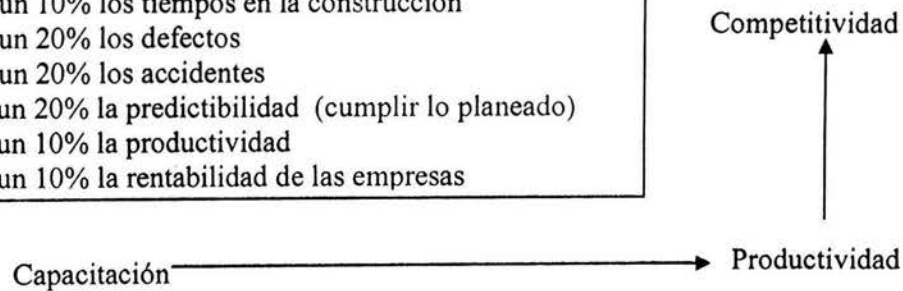 un 10% los tiempos en la construcción
un 20% los defectos
un 20% los accidentes
un 20% la predictibilidad (cumplir lo planeado)
un 10% la productividad
un 10% la rentabilidad de las empresas
Competitividad
Capacitación
Productividad